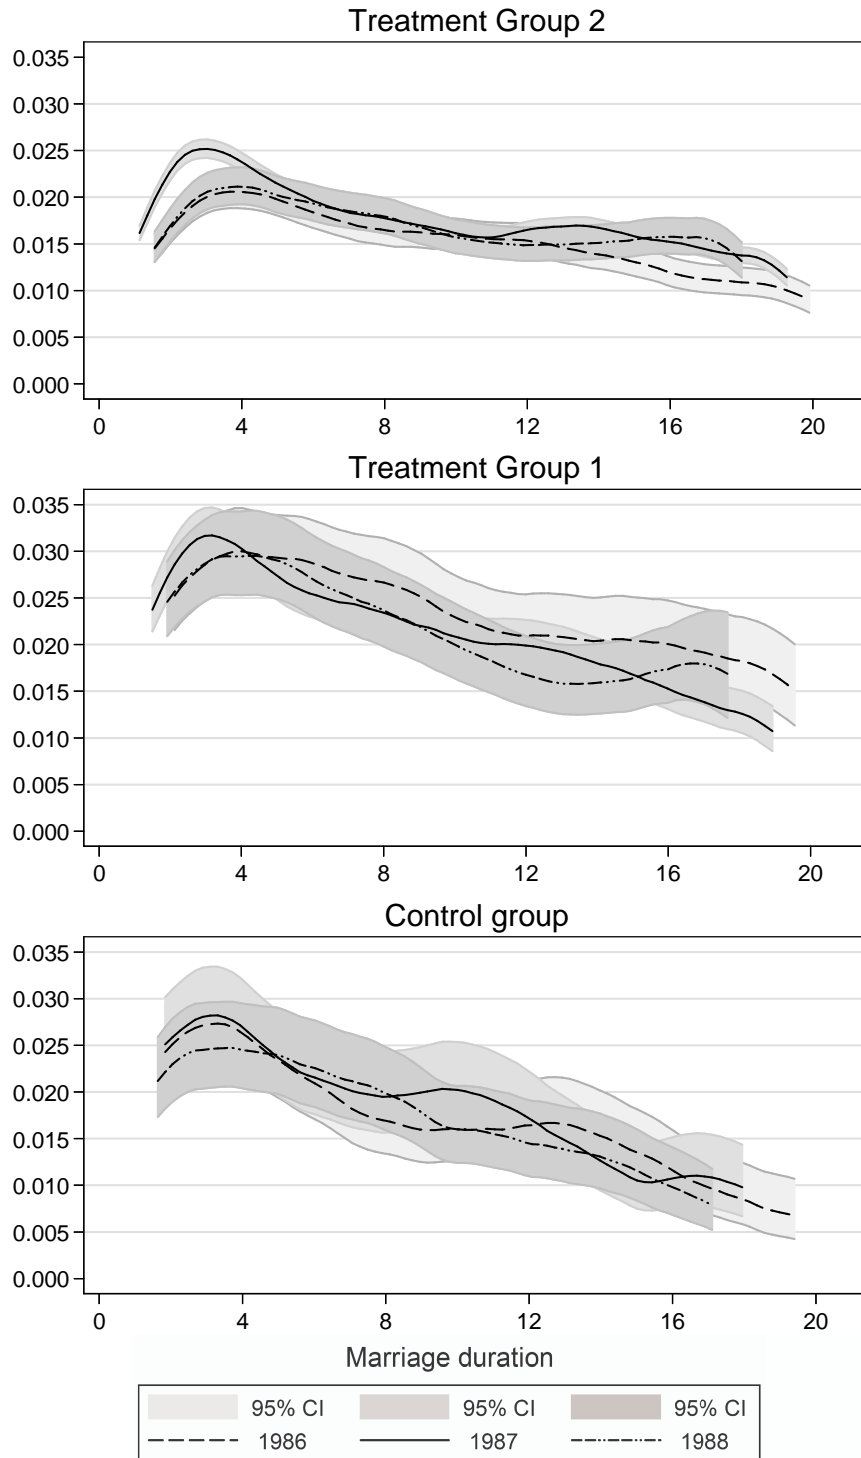 Treatment Group 2
0.035
0.030
0.025
0.020
0.015
0.010
0.005
0.000
0 4 8 12 16 20
Treatment Group 1
0.035
0.030
0.025
0.020
0.015
0.010
0.005
0.000
0 4 8 12 16 20
Control group
0.035
0.030
0.025
0.020
0.015
0.010
0.005
0.000
0 4 8 12 16 20
Marriage duration
95% CI 95% CI 95% CI
1986 1987 1988